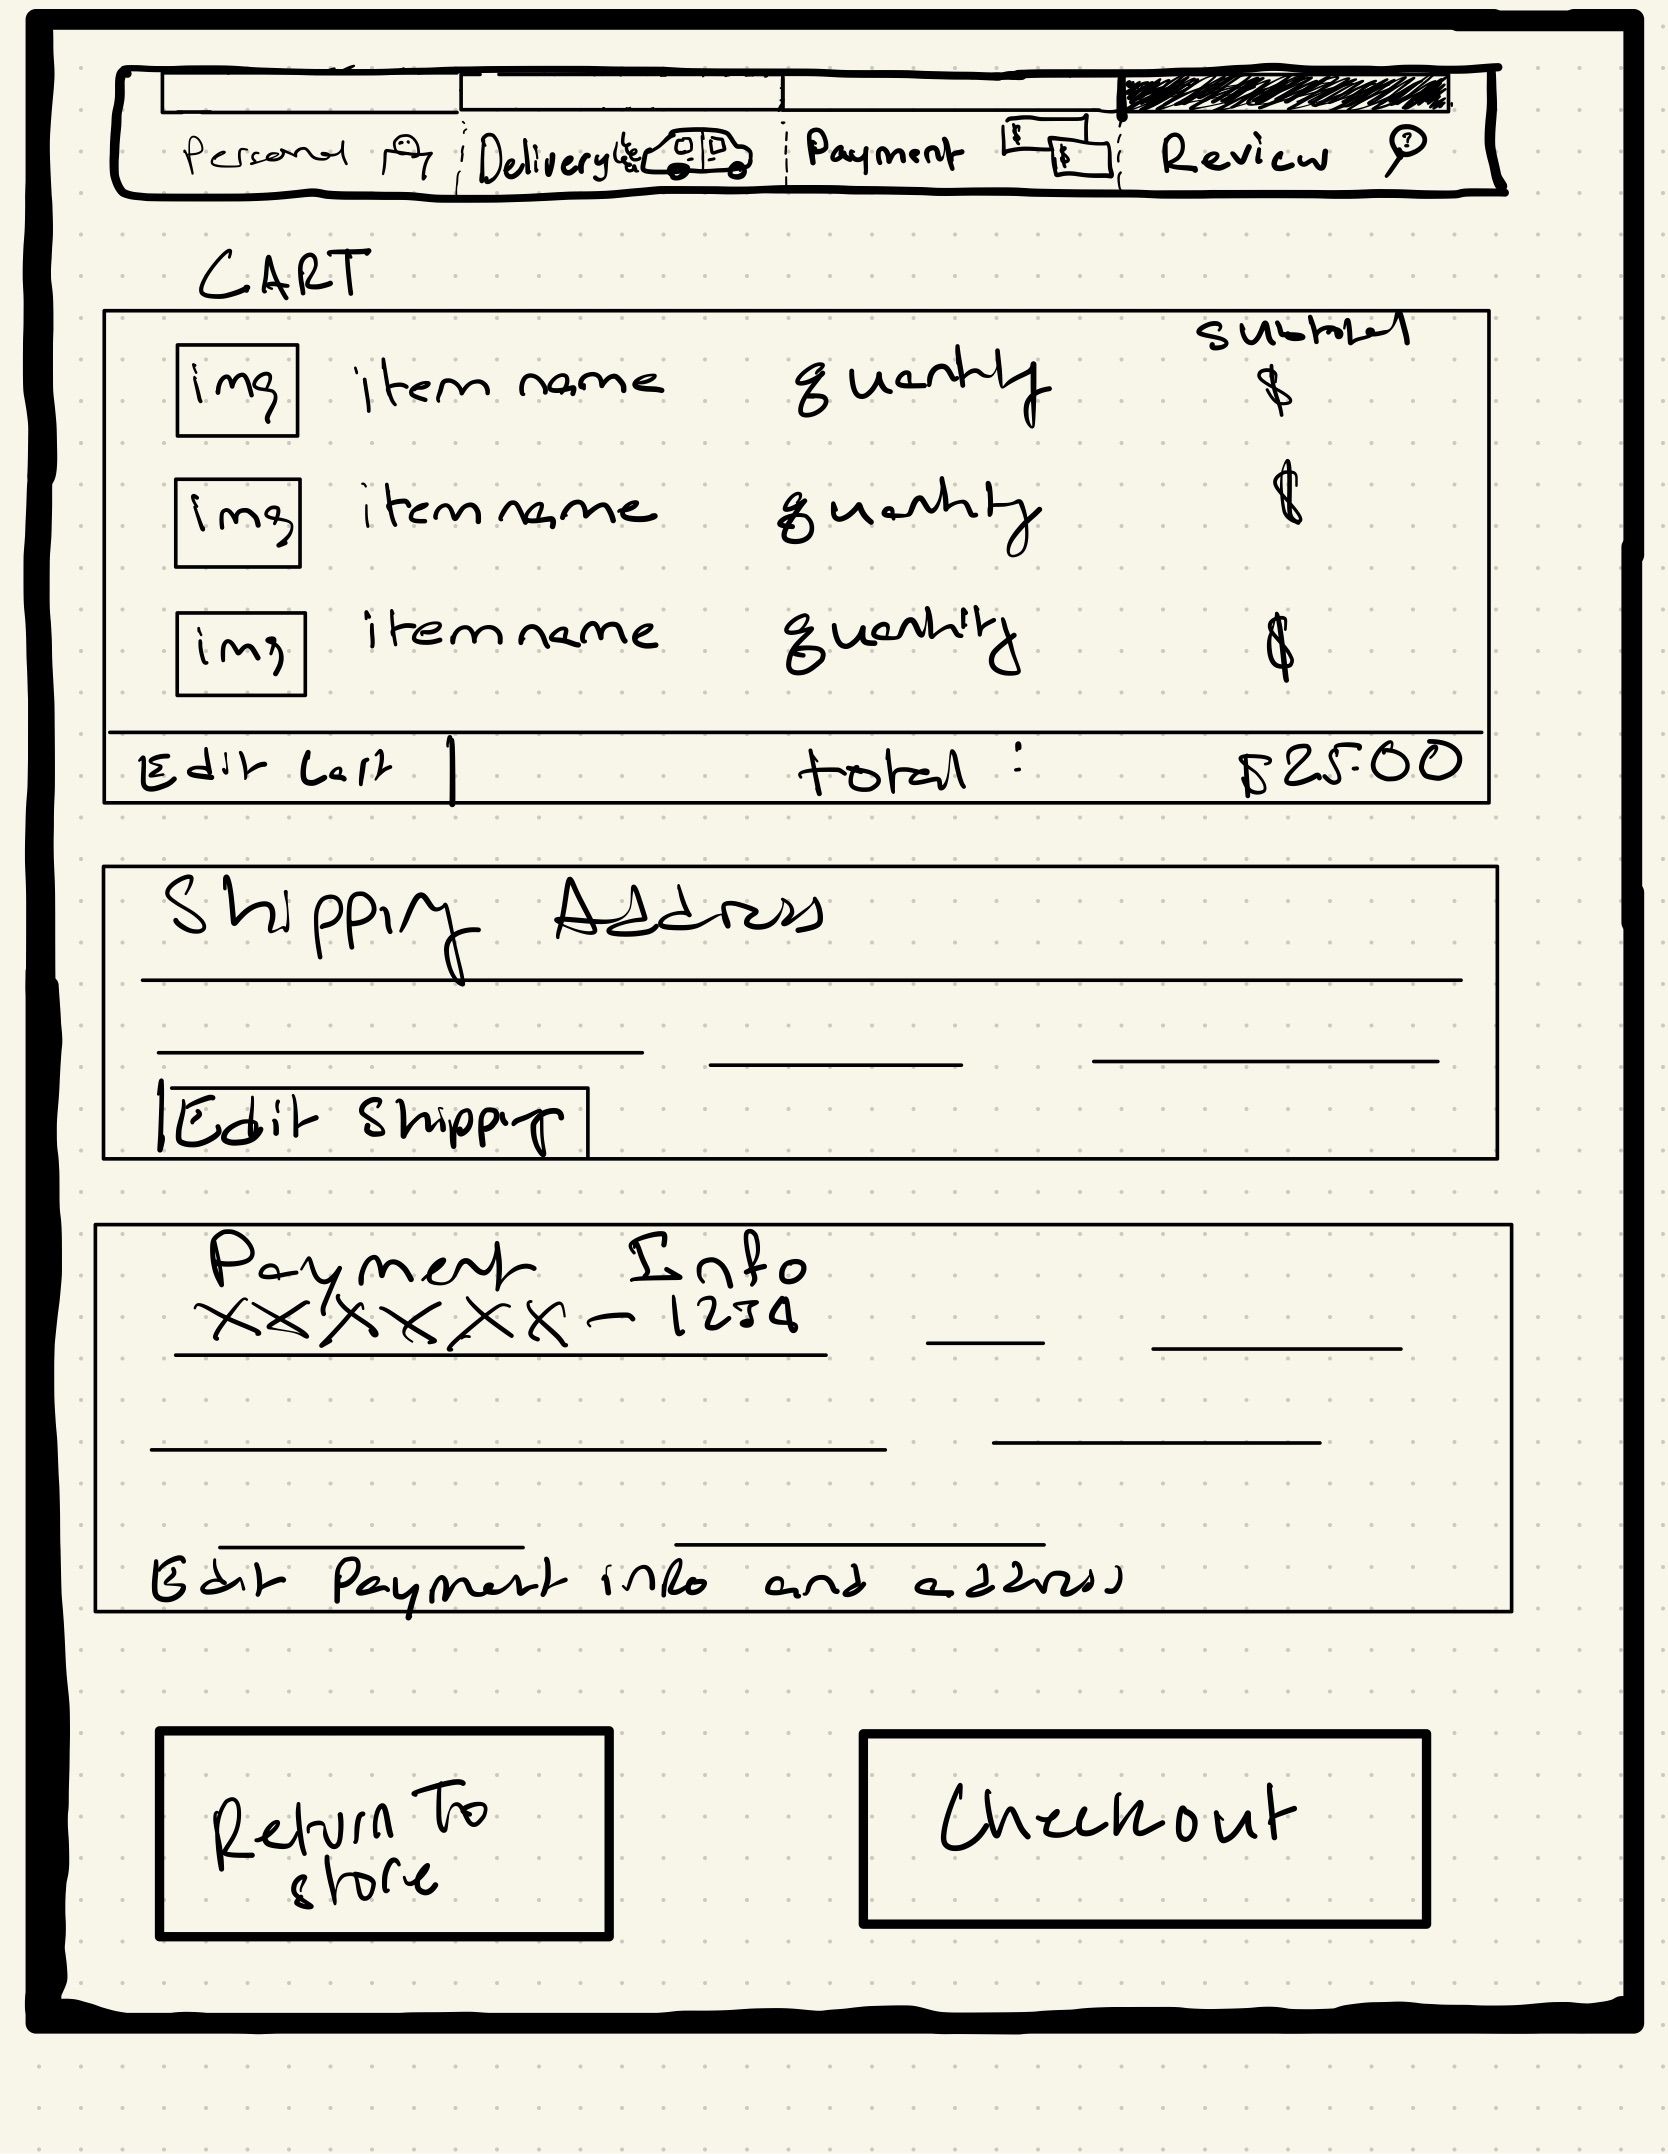 Personal Delivery Payment $ $ Review ?
CART
subtotal
img item name quantity $
img item name quantity $
img item name quantity $
Edit Cart total : $25.00
Shipping Address
Edit Shipping
Payment Info
XXXXXX - 1234
Edit Payment info and address
Return To
store
Checkout